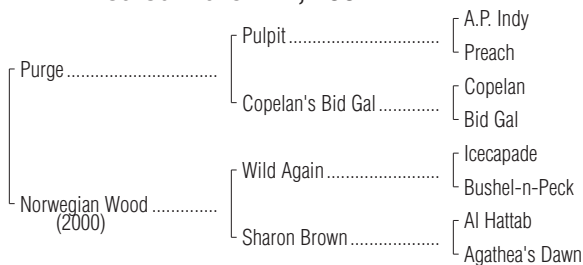 A.P. Indy
Pulpit
Preach
Purge
Copelan
Copelan's Bid Gal
Bid Gal
Icecapade
Wild Again
Bushel-n-Peck
Norwegian Wood
(2000)
Al Hattab
Sharon Brown
Agathea's Dawn